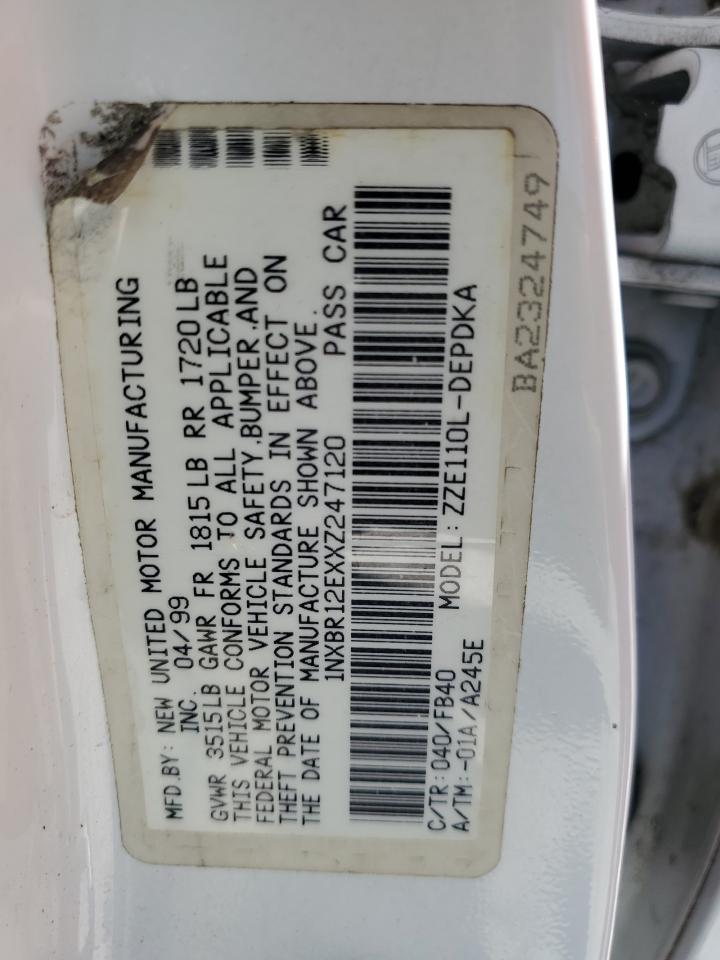 MFD.BY: NEW UNITED MOTOR MANUFACTURING
INC. 04/99
GVWR 3515LB GAWR FR 1815LB RR 1720LB
THIS VEHICLE CONFORMS TO ALL APPLICABLE
FEDERAL MOTOR VEHICLE SAFETY,BUMPER,AND
THEFT PREVENTION STANDARDS IN EFFECT ON
THE DATE OF MANUFACTURE SHOWN ABOVE.
1NXBR12EXXZ247120 PASS CAR
C/TR:040/FB40 MODEL:ZZE110L-DEPDKA
A/TM:-01A/A245E
BA2324749